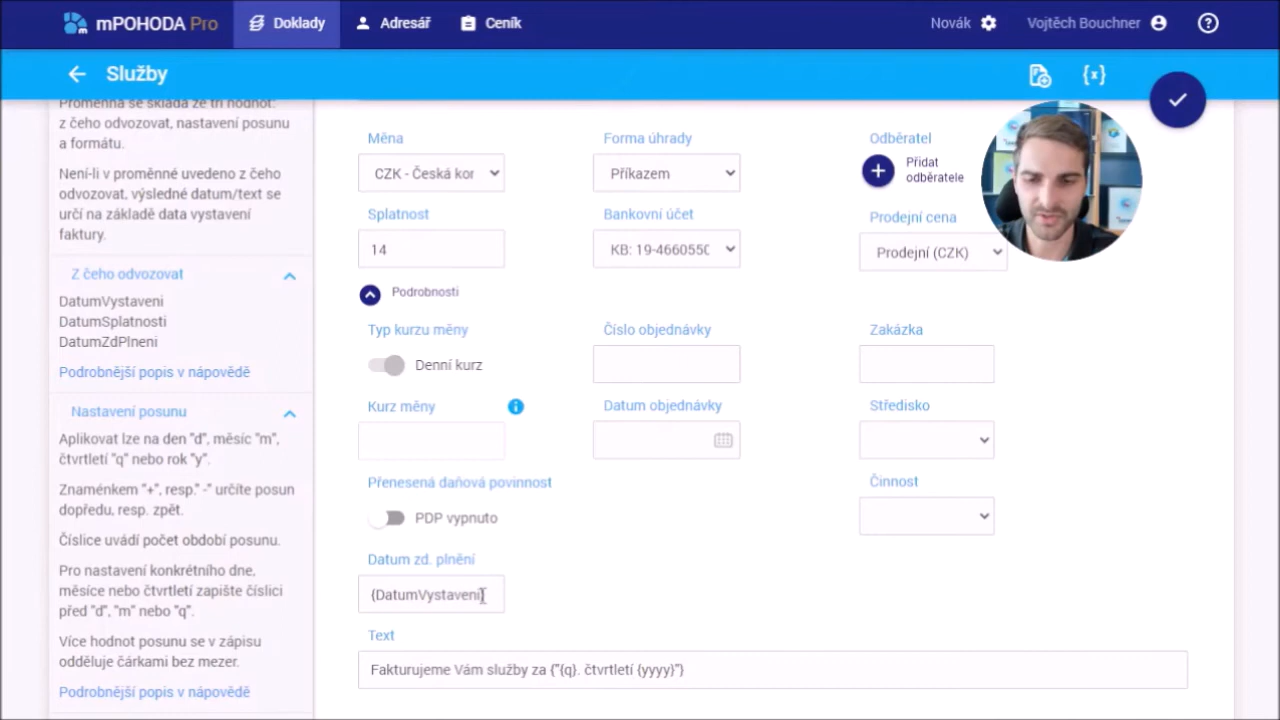 mPOHODA Pro
Doklady
Adresář
Ceník
Novák
Vojtěch Bouchner
Služby
{x}
Proměnná se skládá ze tří hodnot:
z čeho odvozovat, nastavení posunu
a formátu.
Není-li v proměnné uvedeno z čeho
odvozovat, výsledné datum/text se
určí na základě data vystavení
faktury.
Z čeho odvozovat
DatumVystaveni
DatumSplatnosti
DatumZdPlneni
Podrobnější popis v nápovědě
Nastavení posunu
Aplikovat lze na den "d", měsíc "m",
čtvrtletí "q" nebo rok "y".
Znaménkem "+", resp." -" určíte posun
dopředu, resp. zpět.
Číslice uvádí počet období posunu.
Pro nastavení konkrétního dne,
měsíce nebo čtvrtletí zapište číslici
před "d", "m" nebo "q".
Více hodnot posunu se v zápisu
odděluje čárkami bez mezer.
Podrobnější popis v nápovědě
Měna
CZK - Česká kor
Forma úhrady
Příkazem
Odběratel
Přidat
odběratele
Splatnost
14
Bankovní účet
KB: 19-4660550
Prodejní cena
Prodejní (CZK)
Podrobnosti
Typ kurzu měny
Denní kurz
Číslo objednávky
Zakázka
Kurz měny
Datum objednávky
Středisko
Přenesená daňová povinnost
PDP vypnuto
Činnost
Datum zd. plnění
{DatumVystaveni}
Text
Fakturujeme Vám služby za {"{q}. čtvrtletí {yyyy}"}